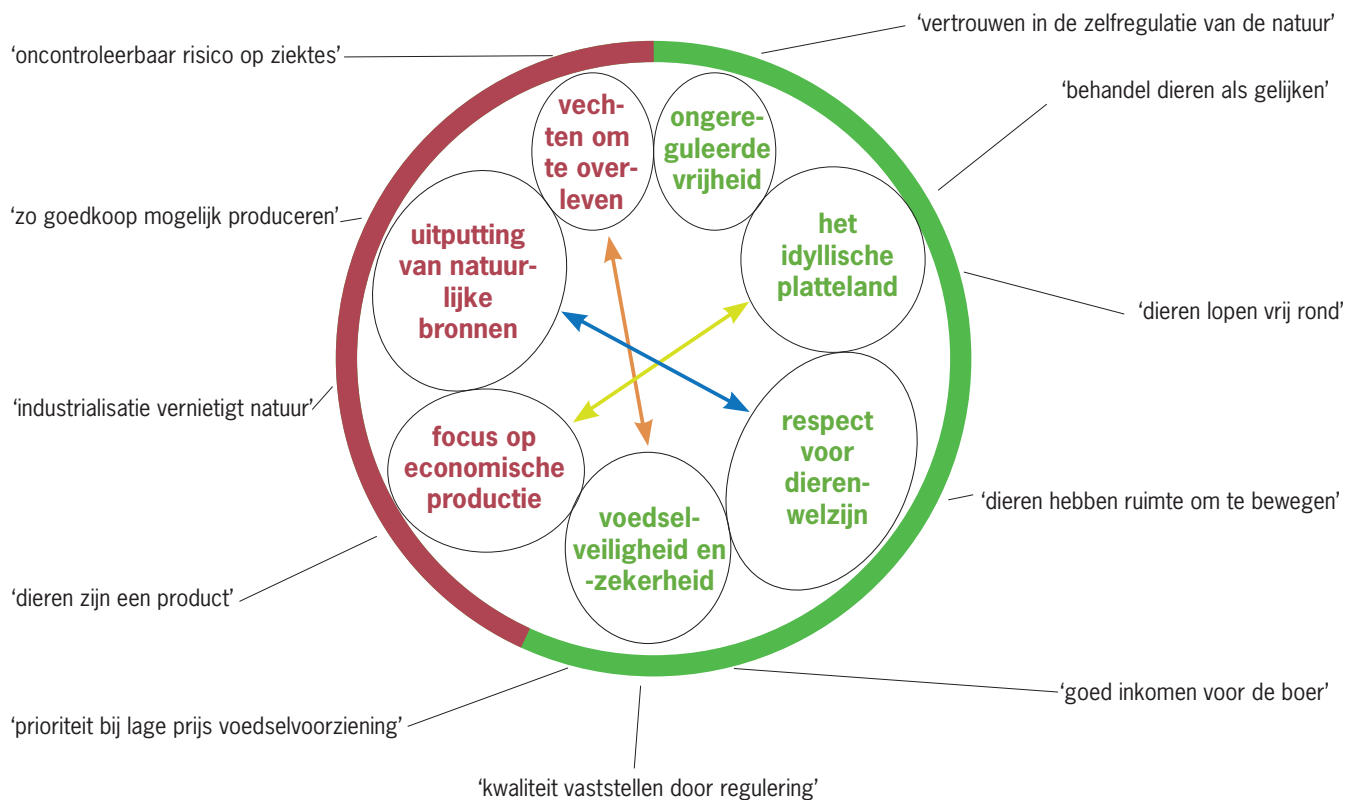 ‘vertrouwen in de zelfregulatie van de natuur’
‘oncontroleerbaar risico op ziektes’
‘behandel dieren als gelijken’
vech-
ten om
te over-
leven
ongere-
guleerde
vrijheid
‘zo goedkoop mogelijk produceren’
uitputting
van natuur-
lijke
bronnen
het
idyllische
platteland
‘dieren lopen vrij rond’
‘industrialisatie vernietigt natuur’
focus op
economische
productie
respect
voor
dieren-
welzijn
‘dieren hebben ruimte om te bewegen’
voedsel-
veiligheid en
-zekerheid
‘dieren zijn een product’
‘goed inkomen voor de boer’
‘prioriteit bij lage prijs voedselvoorziening’
‘kwaliteit vaststellen door regulering’